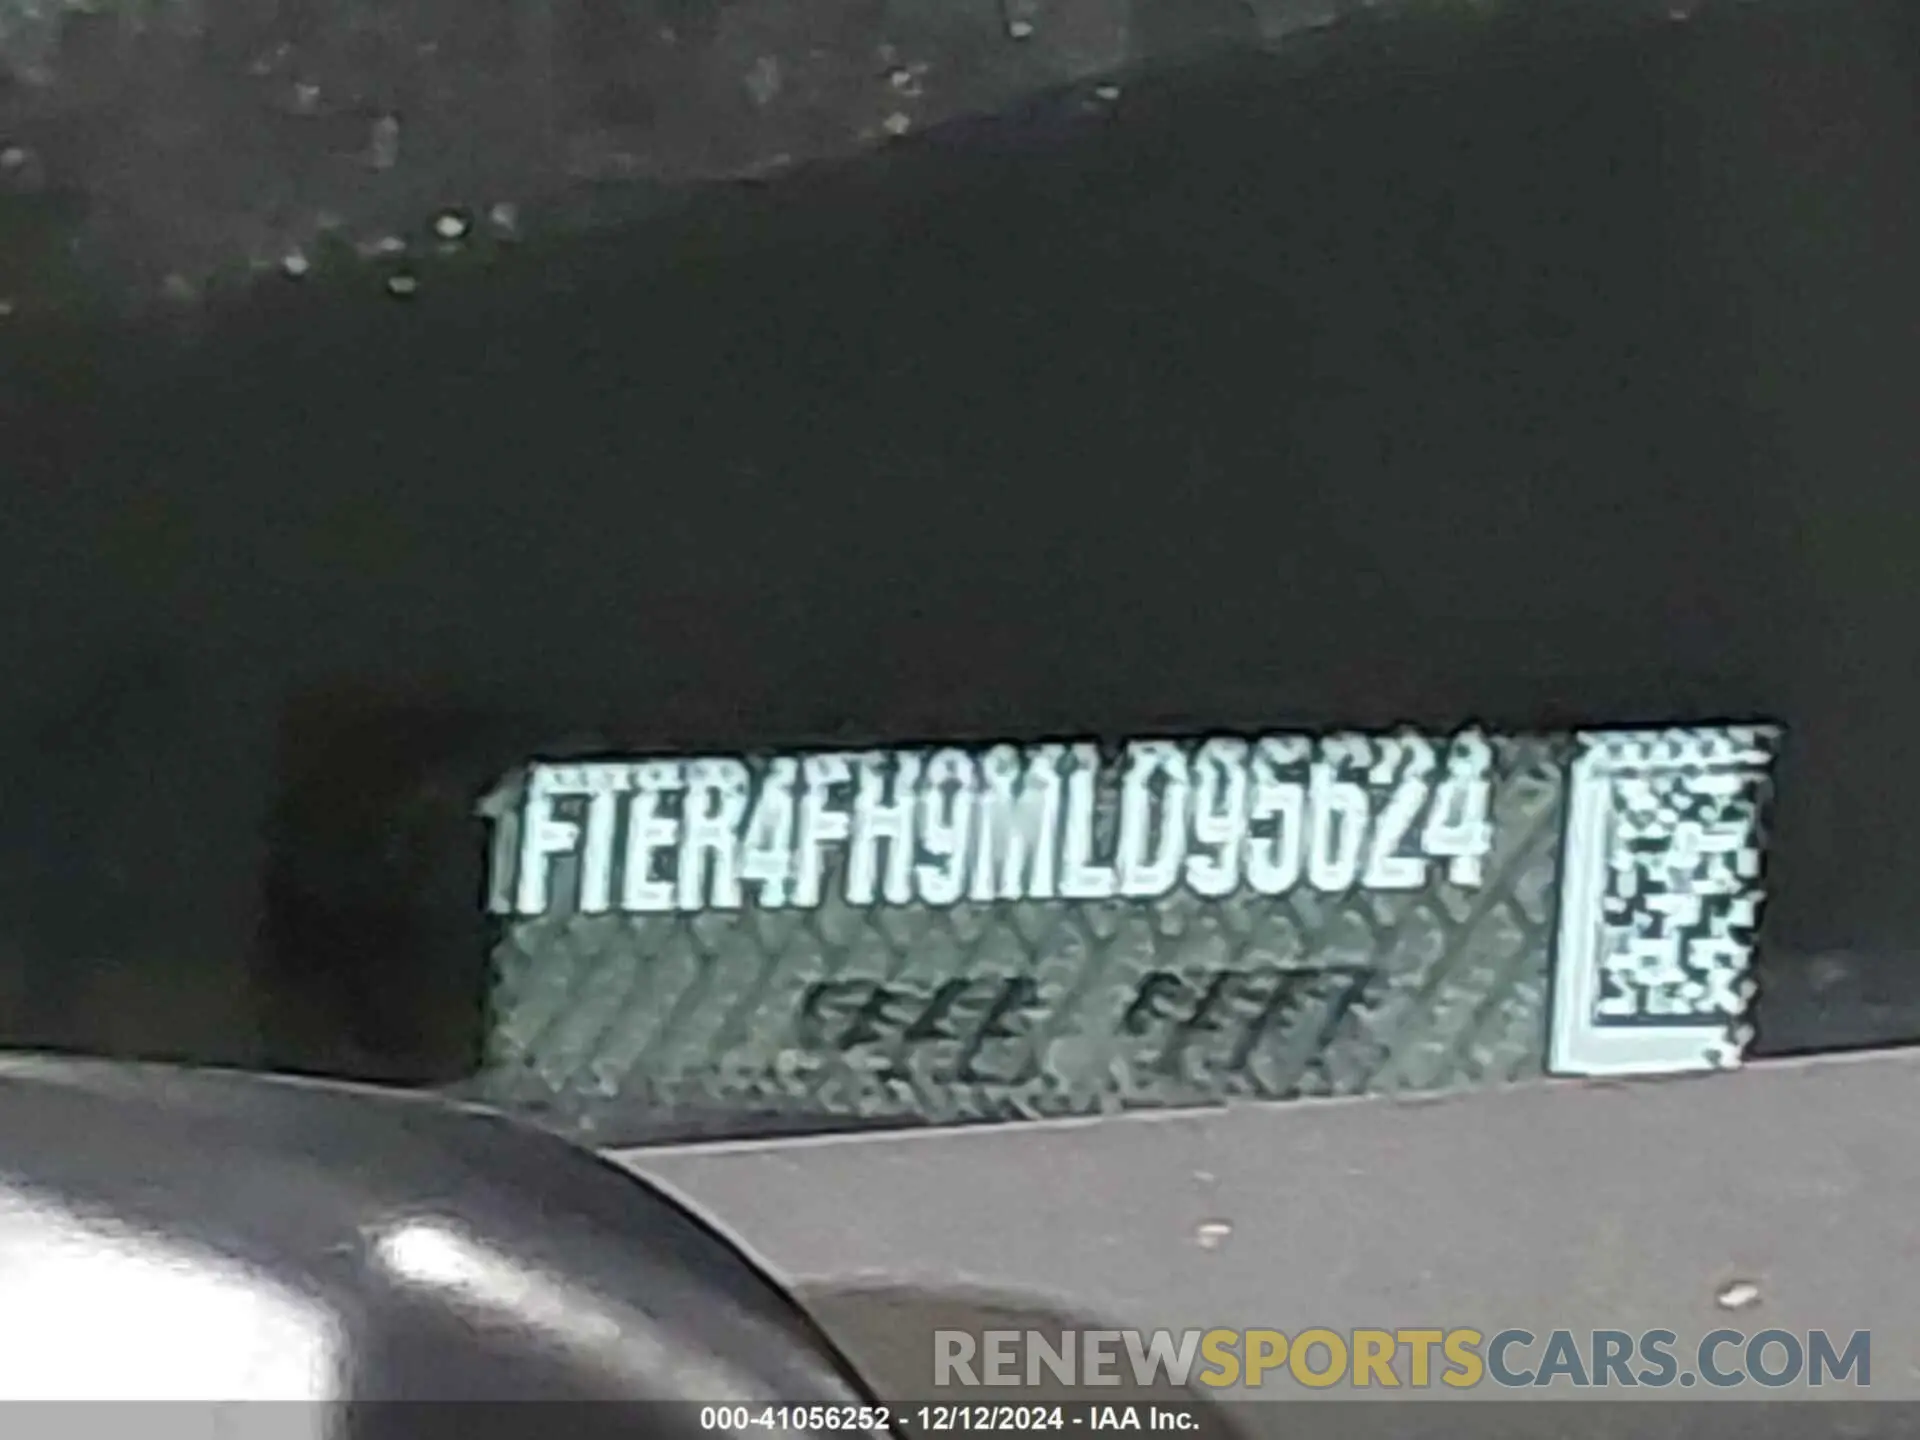 1FTER4FH9MLD95624
RENEWSPORTSCARS.COM
000-41056252 - 12/12/2024 - IAA Inc.